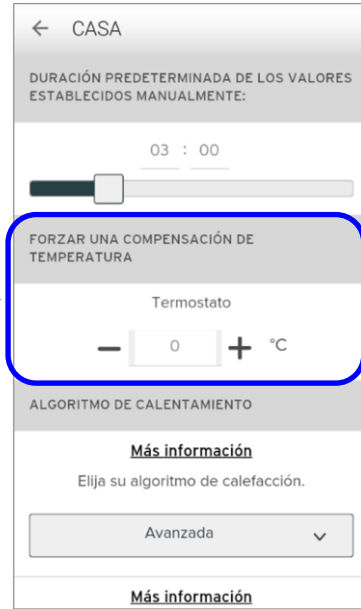 ← CASA
DURACIÓN PREDETERMINADA DE LOS VALORES
ESTABLECIDOS MANUALMENTE:
03 : 00
FORZAR UNA COMPENSACIÓN DE
TEMPERATURA
Termostato
− 0 + °C
ALGORITMO DE CALENTAMIENTO
Más información
Elija su algoritmo de calefacción.
Avanzada
Más información